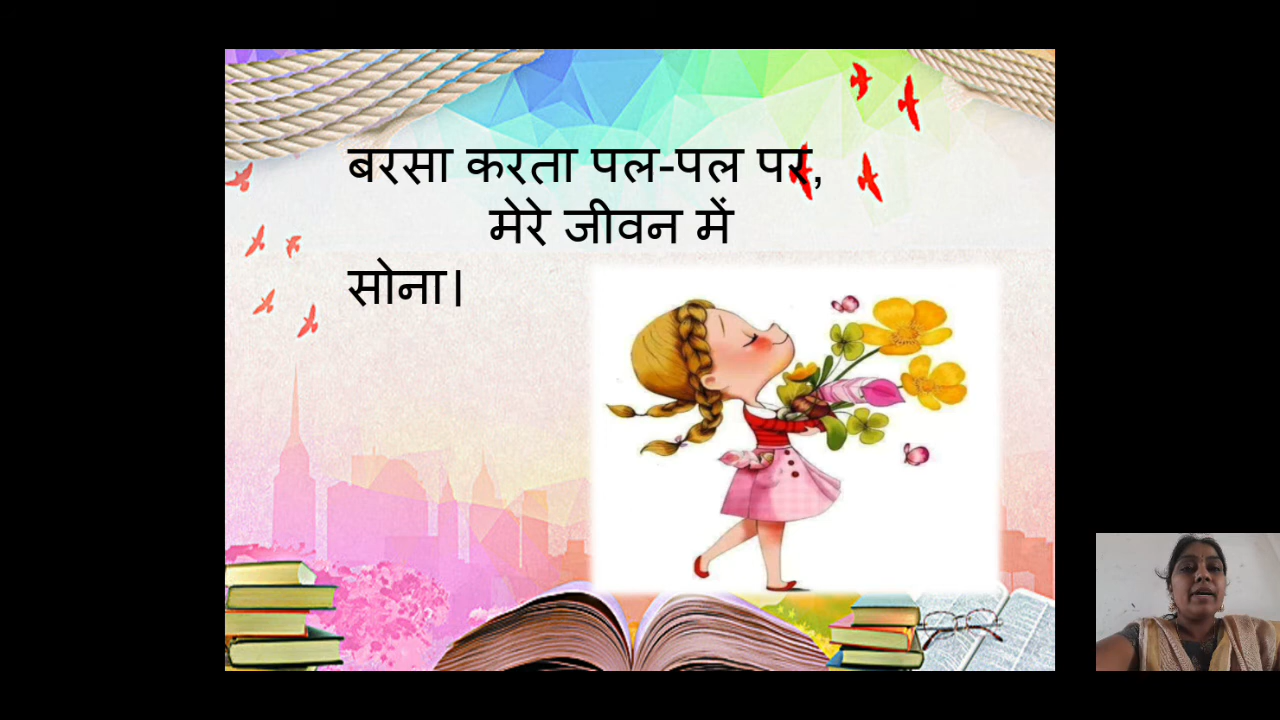 बरसा करता पल-पल पर,
मेरे जीवन में
सोना।